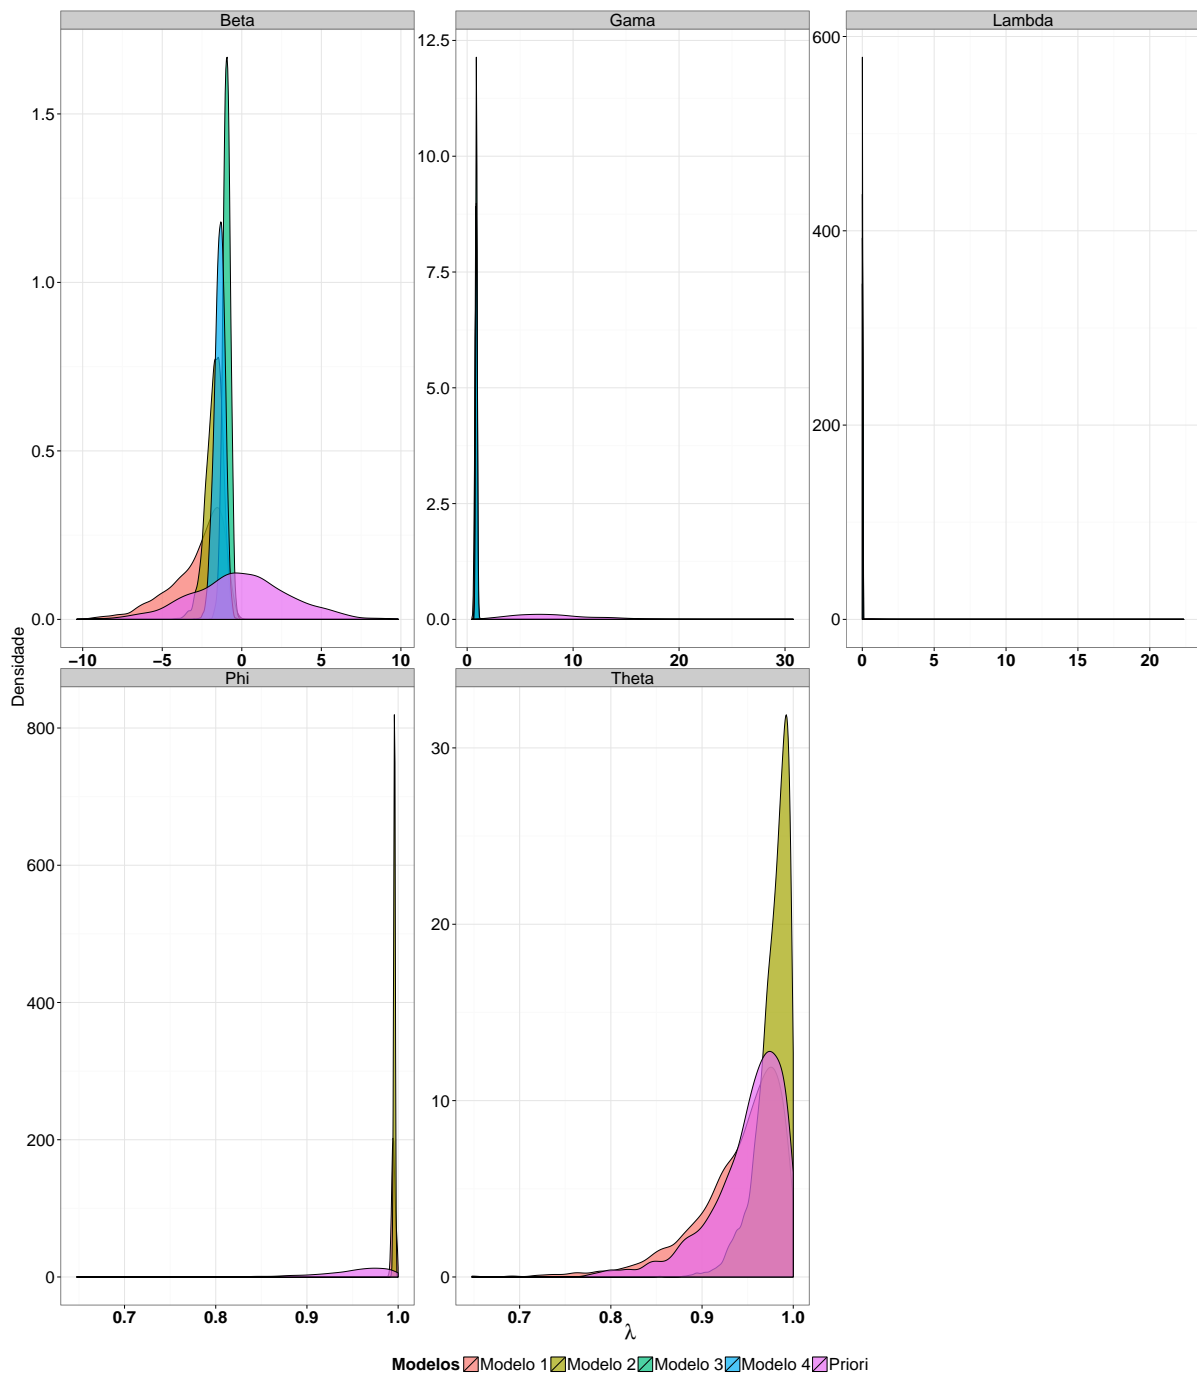 Beta Gama Lambda
1.5
1.0
0.5
0.0
12.5
10.0
7.5
5.0
2.5
0.0
600
400
200
0
−10 −5 0 5 10
0 10 20 30
0 5 10 15 20
Densidade
Phi Theta
800
600
400
200
0
30
20
10
0
0.7 0.8 0.9 1.0
0.7 0.8 0.9 1.0
λ
Modelos Modelo 1 Modelo 2 Modelo 3 Modelo 4 Priori